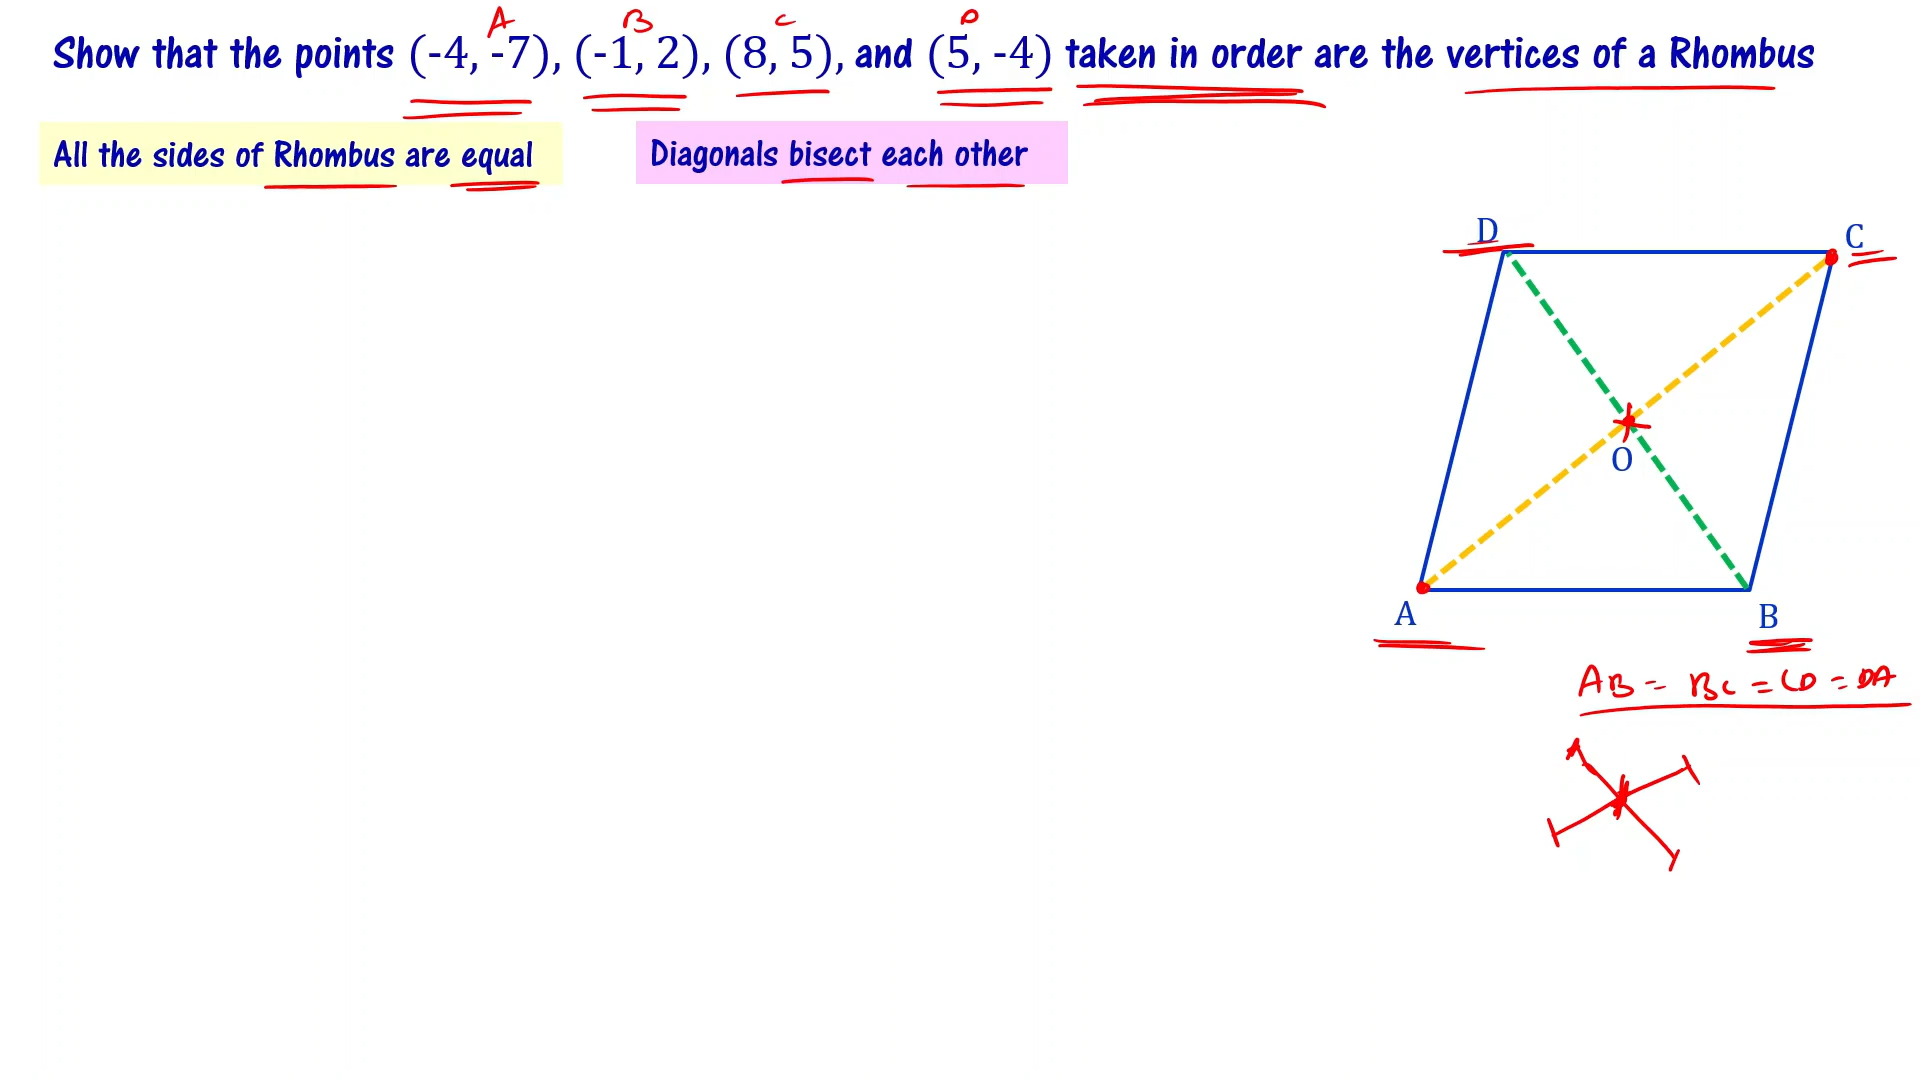 A B C D
Show that the points (-4, -7), (-1, 2), (8, 5), and (5, -4) taken in order are the vertices of a Rhombus
All the sides of Rhombus are equal
Diagonals bisect each other
D
C
O
A
B
AB = BC = CD = DA